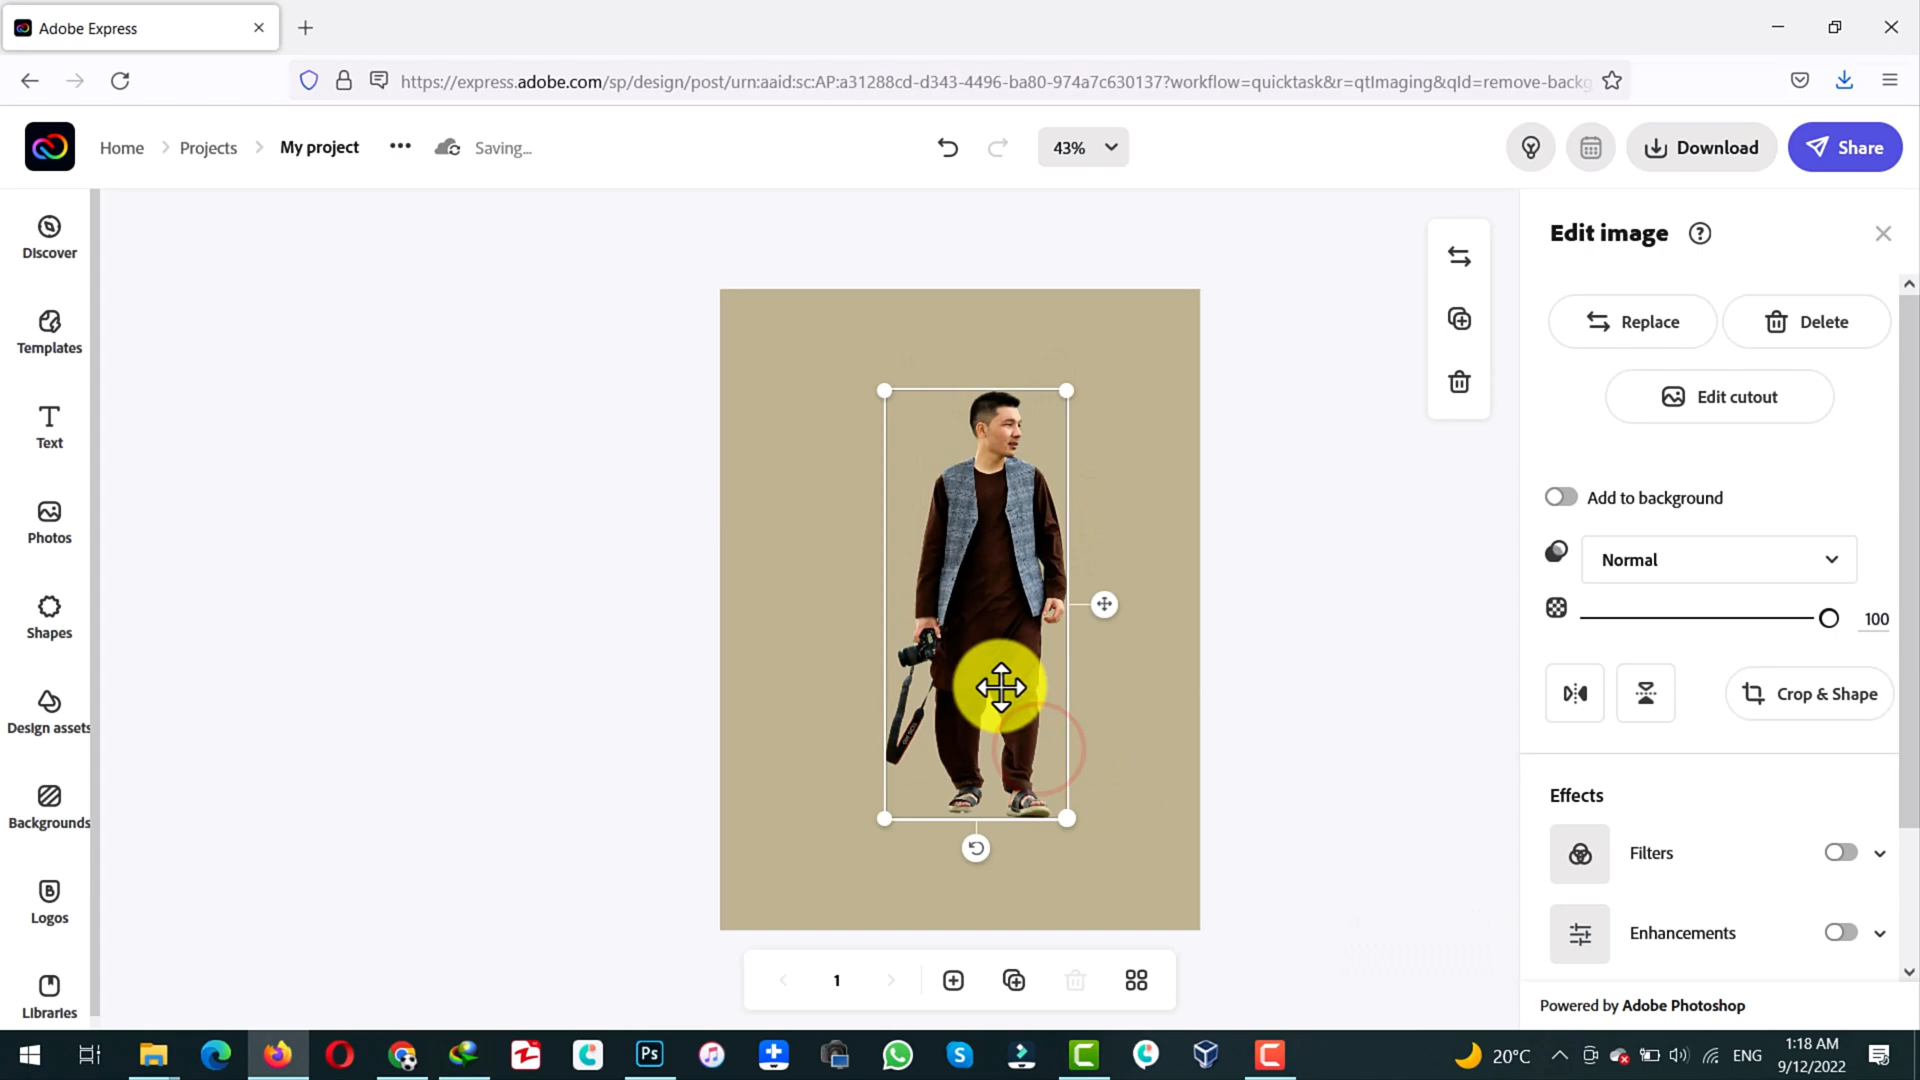 Adobe Express
https://express.adobe.com/sp/design/post/urn:aaid:sc:AP:a31288cd-d343-4496-ba80-974a7c630137?workflow=quicktask&r=qtImaging&qId=remove-backg
Home
Projects
My project
Saving...
43%
Download
Share
Discover
Templates
Text
Photos
Shapes
Design assets
Backgrounds
Logos
Libraries
Edit image
Replace
Delete
Edit cutout
Add to background
Normal
100
Crop & Shape
Effects
Filters
Enhancements
Powered by Adobe Photoshop
1
Ps
20°C
ENG
1:18 AM
9/12/2022